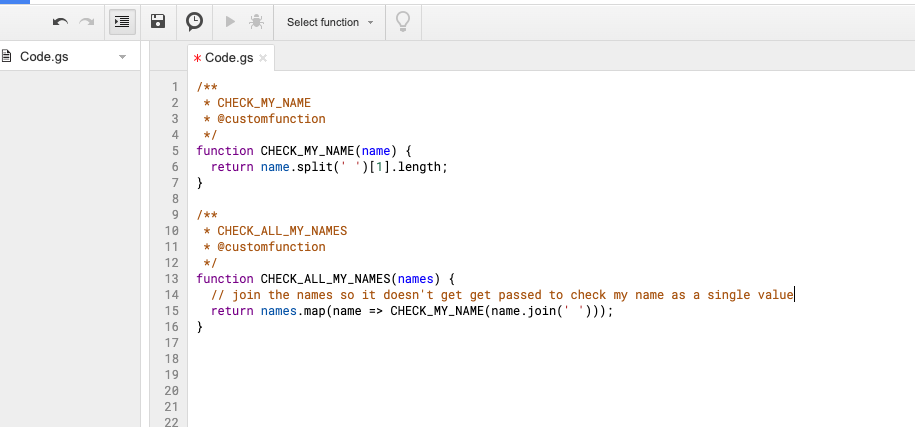 Select function
Code.gs
* Code.gs ×
1 /**
2 * CHECK_MY_NAME
3 * @customfunction
4 */
5 function CHECK_MY_NAME(name) {
6 return name.split(' ')[1].length;
7 }
8
9 /**
10 * CHECK_ALL_MY_NAMES
11 * @customfunction
12 */
13 function CHECK_ALL_MY_NAMES(names) {
14 // join the names so it doesn't get get passed to check my name as a single value
15 return names.map(name => CHECK_MY_NAME(name.join(' ')));
16 }
17
18
19
20
21
22